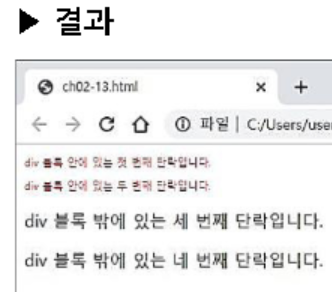 ▶ 결과
ch02-13.html × +
← → C ⓘ 파일 | C:/Users/user
div 블록 안에 있는 첫 번째 단락입니다.
div 블록 안에 있는 두 번째 단락입니다.
div 블록 밖에 있는 세 번째 단락입니다.
div 블록 밖에 있는 네 번째 단락입니다.